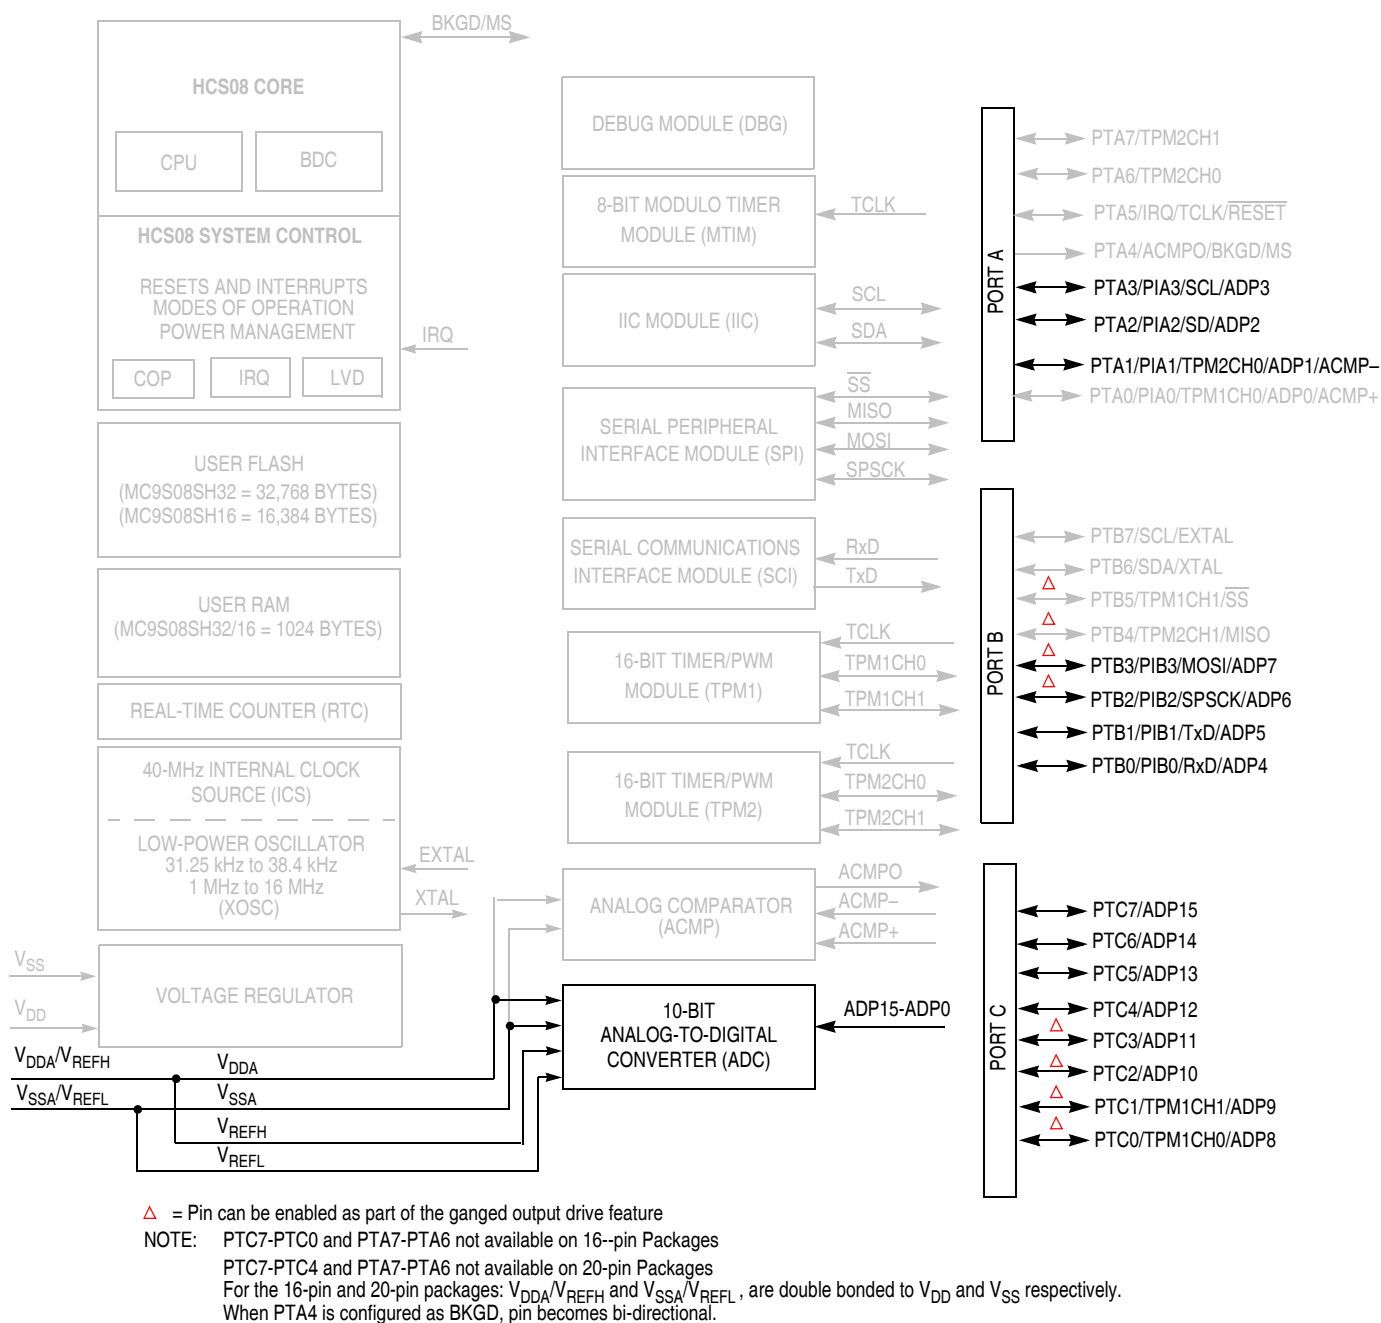 BKGD/MS
HCS08 CORE
CPU
BDC
HCS08 SYSTEM CONTROL
RESETS AND INTERRUPTS
MODES OF OPERATION
POWER MANAGEMENT
COP
IRQ
LVD
IRQ
USER FLASH
(MC9S08SH32 = 32,768 BYTES)
(MC9S08SH16 = 16,384 BYTES)
USER RAM
(MC9S08SH32/16 = 1024 BYTES)
REAL-TIME COUNTER (RTC)
40-MHz INTERNAL CLOCK
SOURCE (ICS)
LOW-POWER OSCILLATOR
31.25 kHz to 38.4 kHz
1 MHz to 16 MHz
(XOSC)
EXTAL
XTAL
VSS
VDD
VOLTAGE REGULATOR
VDDA/VREFH
VSSA/VREFL
VDDA
VSSA
VREFH
VREFL
DEBUG MODULE (DBG)
8-BIT MODULO TIMER
MODULE (MTIM)
TCLK
IIC MODULE (IIC)
SCL
SDA
SERIAL PERIPHERAL
INTERFACE MODULE (SPI)
SS
MISO
MOSI
SPSCK
SERIAL COMMUNICATIONS
INTERFACE MODULE (SCI)
RxD
TxD
16-BIT TIMER/PWM
MODULE (TPM1)
TCLK
TPM1CH0
TPM1CH1
16-BIT TIMER/PWM
MODULE (TPM2)
TCLK
TPM2CH0
TPM2CH1
ANALOG COMPARATOR
(ACMP)
ACMPO
ACMP–
ACMP+
10-BIT
ANALOG-TO-DIGITAL
CONVERTER (ADC)
ADP15-ADP0
PORT A
PTA7/TPM2CH1
PTA6/TPM2CH0
PTA5/IRQ/TCLK/RESET
PTA4/ACMPO/BKGD/MS
PTA3/PIA3/SCL/ADP3
PTA2/PIA2/SD/ADP2
PTA1/PIA1/TPM2CH0/ADP1/ACMP–
PTA0/PIA0/TPM1CH0/ADP0/ACMP+
PORT B
PTB7/SCL/EXTAL
PTB6/SDA/XTAL
PTB5/TPM1CH1/SS
PTB4/TPM2CH1/MISO
PTB3/PIB3/MOSI/ADP7
PTB2/PIB2/SPSCK/ADP6
PTB1/PIB1/TxD/ADP5
PTB0/PIB0/RxD/ADP4
PORT C
PTC7/ADP15
PTC6/ADP14
PTC5/ADP13
PTC4/ADP12
PTC3/ADP11
PTC2/ADP10
PTC1/TPM1CH1/ADP9
PTC0/TPM1CH0/ADP8
Δ = Pin can be enabled as part of the ganged output drive feature
NOTE: PTC7-PTC0 and PTA7-PTA6 not available on 16--pin Packages
PTC7-PTC4 and PTA7-PTA6 not available on 20-pin Packages
For the 16-pin and 20-pin packages: VDDA/VREFH and VSSA/VREFL , are double bonded to VDD and VSS respectively.
When PTA4 is configured as BKGD, pin becomes bi-directional.